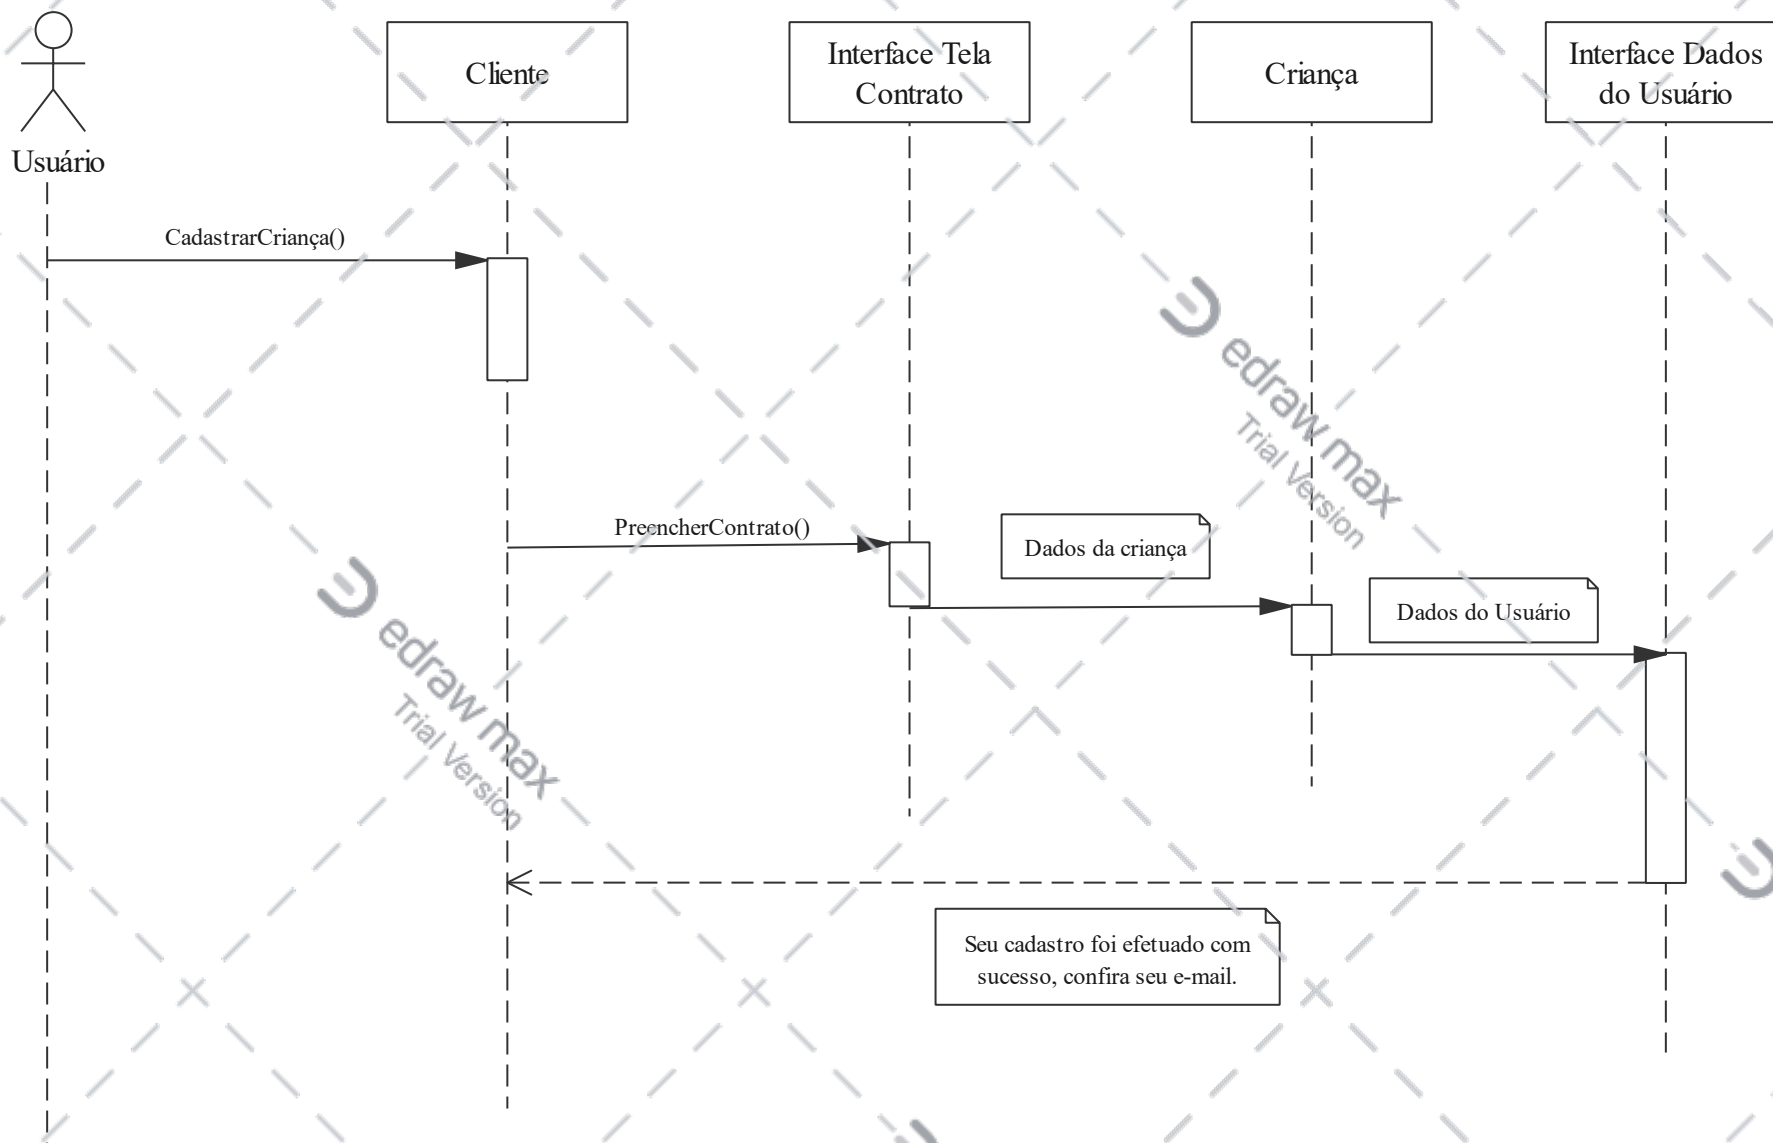 Usuário
Cliente
Interface Tela
Contrato
Criança
Interface Dados
do Usuário
CadastrarCriança()
PreencherContrato()
Dados da criança
Dados do Usuário
Seu cadastro foi efetuado com
sucesso, confira seu e-mail.
edraw max
Trial Version
edraw max
Trial Version